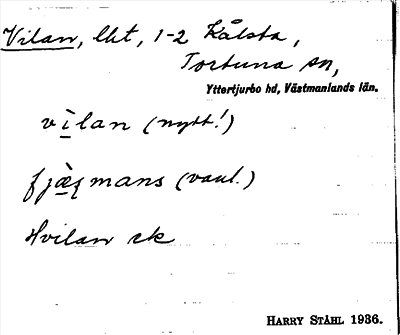 Vilan, lht, 1-2 Kålsta,
Tortuna sn,
Yttertjurbo hd, Västmanlands län.
vilan (nytt!)
fjæʀmans (vanl.)
Hvilan ek
HARRY STÅHL 1936.